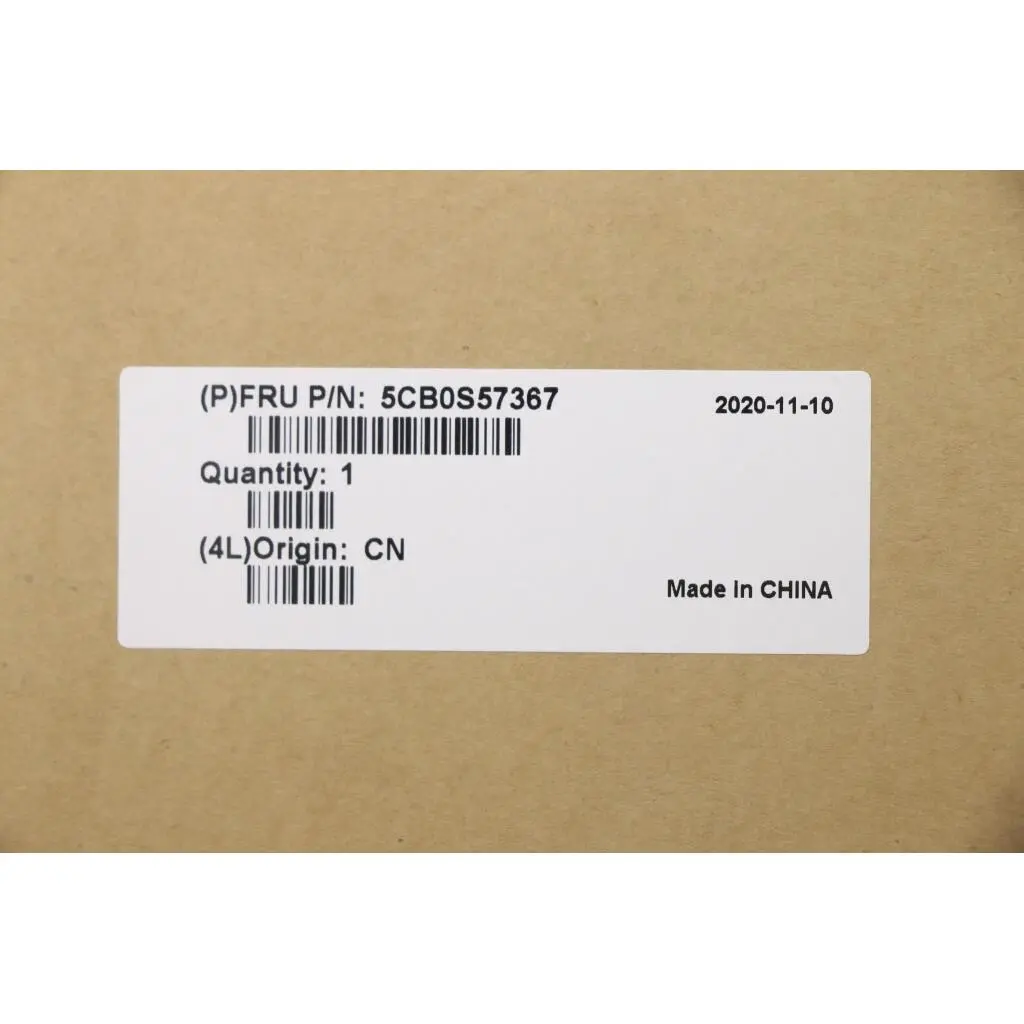 (P)FRU P/N: 5CB0S57367
2020-11-10
Quantity: 1
(4L)Origin: CN
Made in CHINA